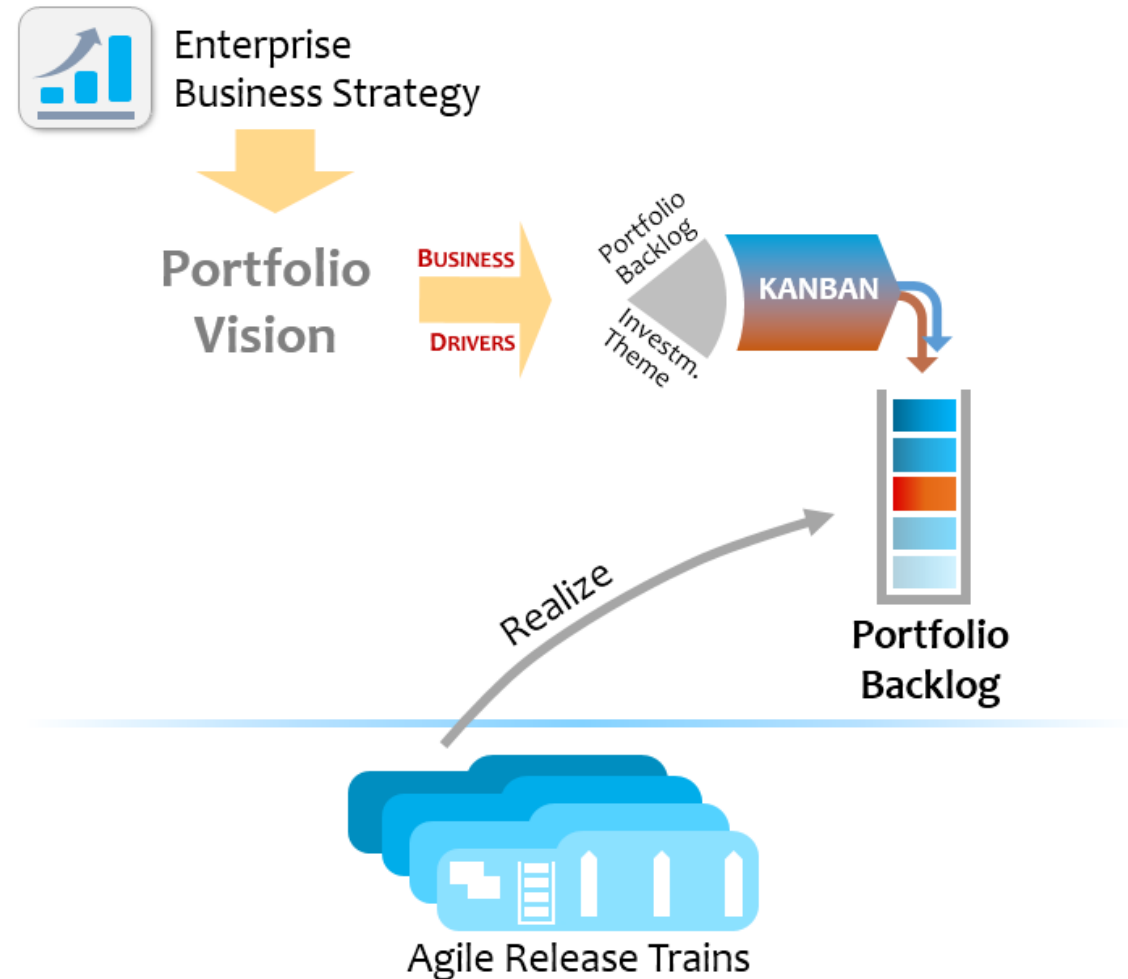 Enterprise
Business Strategy
Portfolio
Vision
BUSINESS
DRIVERS
Portfolio
Backlog
Investm.
Theme
KANBAN
Realize
Portfolio
Backlog
Agile Release Trains